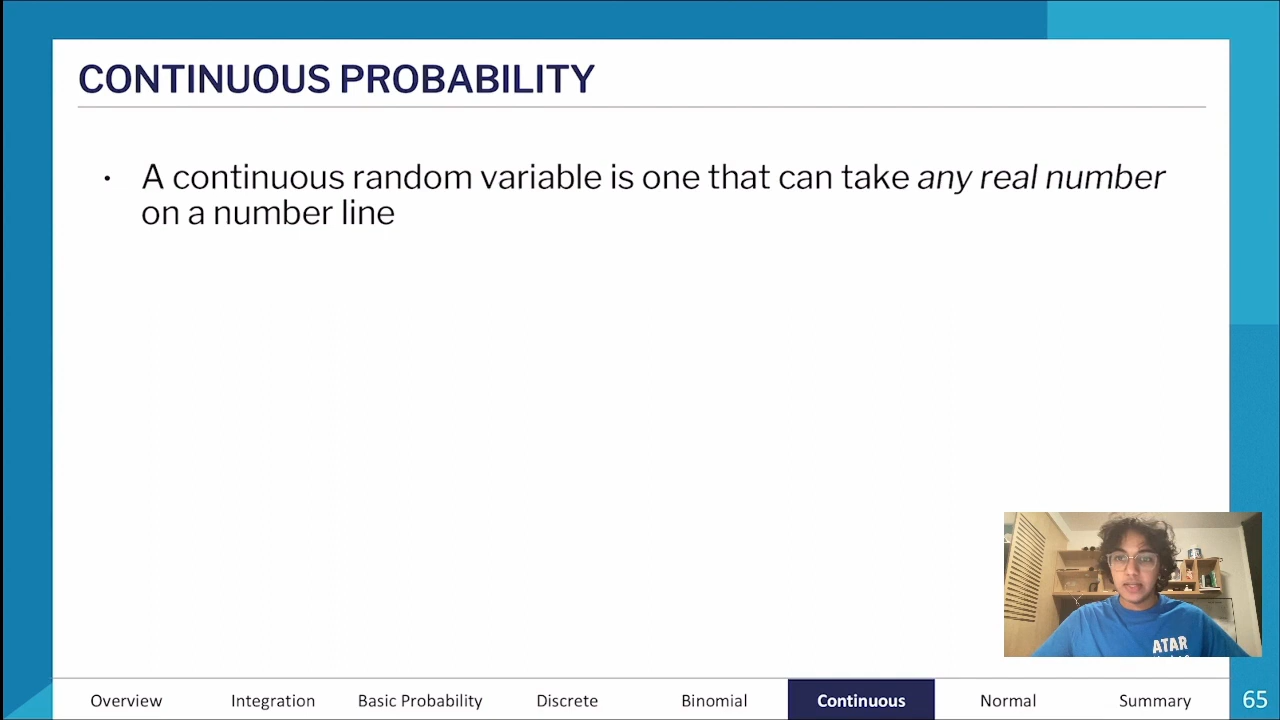 CONTINUOUS PROBABILITY
• A continuous random variable is one that can take any real number
on a number line
ATAR
Overview Integration Basic Probability Discrete Binomial Continuous Normal Summary 65